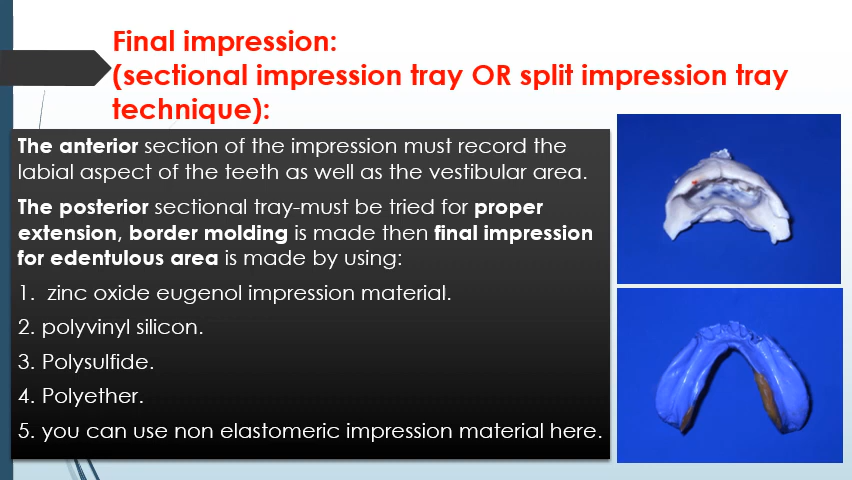 Final impression:
(sectional impression tray OR split impression tray
technique):
The anterior section of the impression must record the
labial aspect of the teeth as well as the vestibular area.
The posterior sectional tray-must be tried for proper
extension, border molding is made then final impression
for edentulous area is made by using:
1. zinc oxide eugenol impression material.
2. polyvinyl silicon.
3. Polysulfide.
4. Polyether.
5. you can use non elastomeric impression material here.